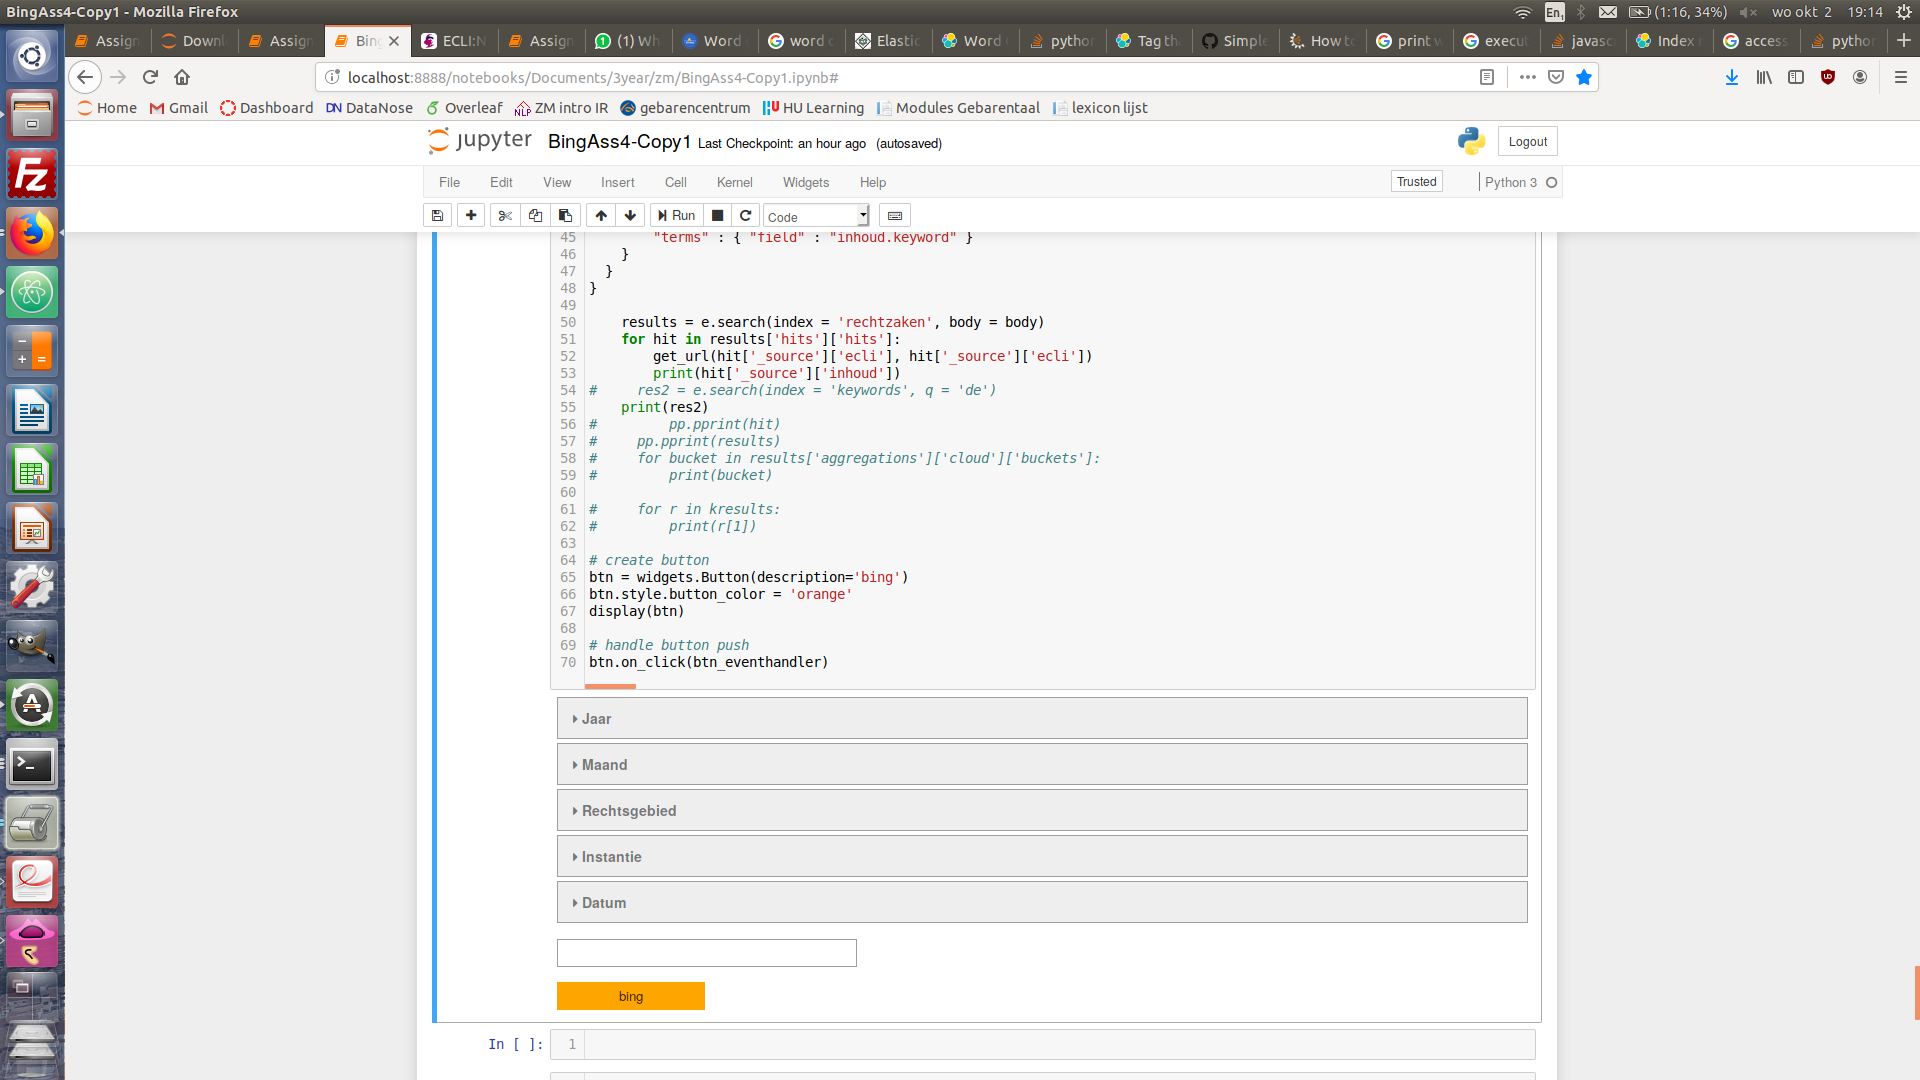 BingAss4-Copy1 - Mozilla Firefox
En1 (1:16, 34%) wo okt 2 19:14
Assign Downl Assign Bin ECLI:N Assign (1) Wh Word word c Elastic Word pytho Tag th Simple How t print v execut javasc Index access pytho
localhost:8888/notebooks/Documents/3year/zm/BingAss4-Copy1.ipynb#
Home Gmail Dashboard DN DataNose Overleaf NLP ZM intro IR gebarencentrum HU Learning Modules Gebarentaal lexicon lijst
jupyter BingAss4-Copy1 Last Checkpoint: an hour ago (autosaved) Logout
File Edit View Insert Cell Kernel Widgets Help Trusted Python 3
Run Code
45 "terms" : { "field" : "inhoud.keyword" }
46 }
47 }
48 }
49
50 results = e.search(index = 'rechtzaken', body = body)
51 for hit in results['hits']['hits']:
52 get_url(hit['_source']['ecli'], hit['_source']['ecli'])
53 print(hit['_source']['inhoud'])
54 # res2 = e.search(index = 'keywords', q = 'de')
55 print(res2)
56 # pp.pprint(hit)
57 # pp.pprint(results)
58 # for bucket in results['aggregations']['cloud']['buckets']:
59 # print(bucket)
60
61 # for r in kresults:
62 # print(r[1])
63
64 # create button
65 btn = widgets.Button(description='bing')
66 btn.style.button_color = 'orange'
67 display(btn)
68
69 # handle button push
70 btn.on_click(btn_eventhandler)
Jaar
Maand
Rechtsgebied
Instantie
Datum
bing
In [ ]: 1